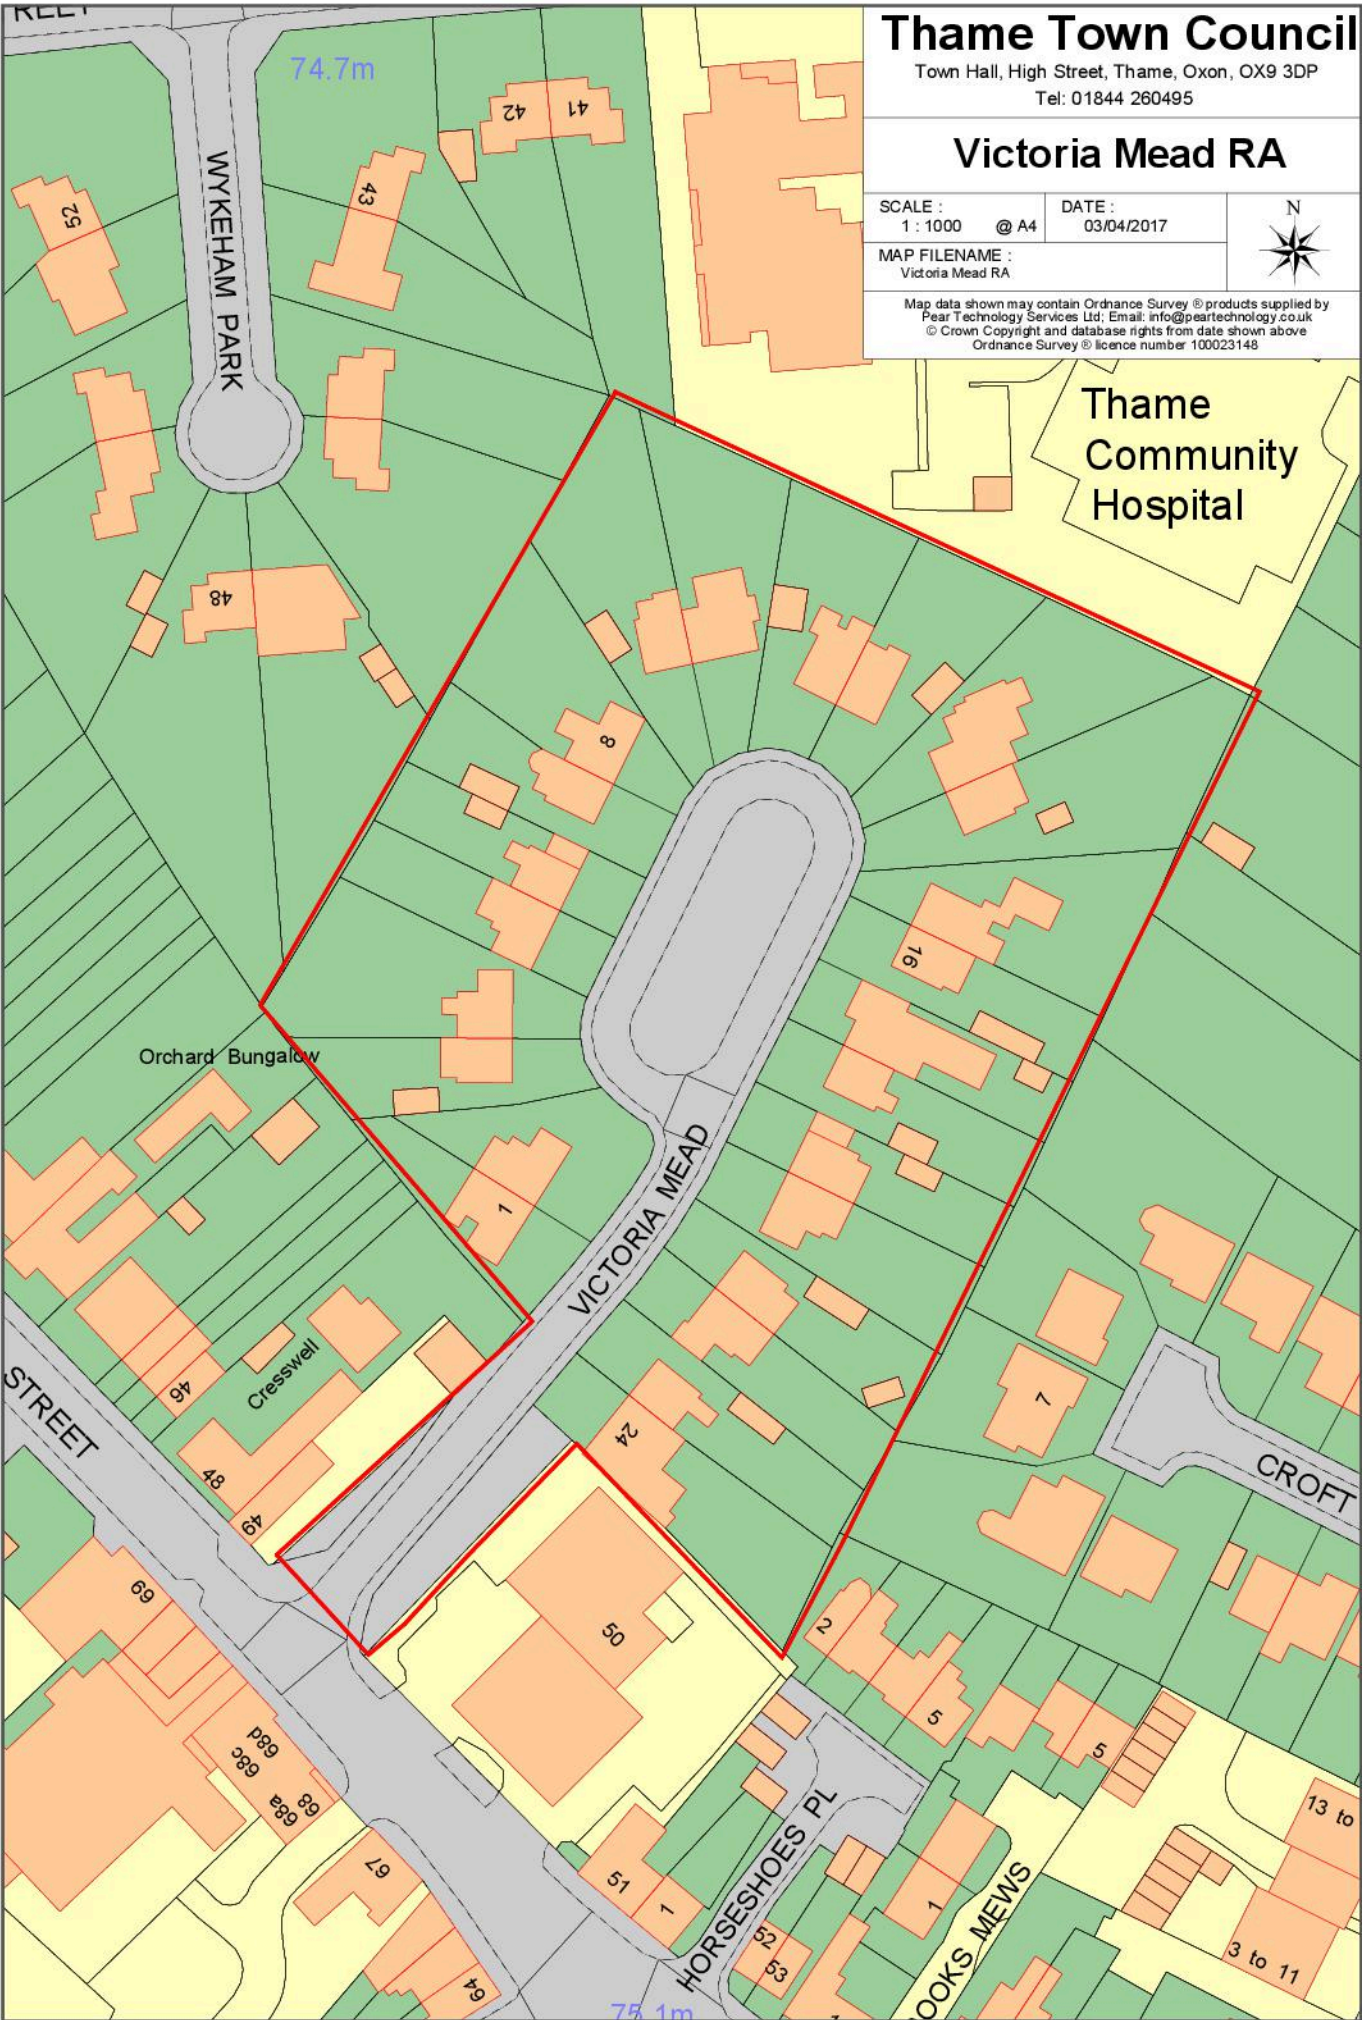 REET
74.7m
Thame Town Council
Town Hall, High Street, Thame, Oxon, OX9 3DP
Tel: 01844 260495
Victoria Mead RA
SCALE :
1 : 1000 @ A4
DATE :
03/04/2017
N
MAP FILENAME :
Victoria Mead RA
Map data shown may contain Ordnance Survey ® products supplied by
Pear Technology Services Ltd; Email: info@peartechnology.co.uk
© Crown Copyright and database rights from date shown above
Ordnance Survey ® licence number 100023148
42
41
43
52
WYKEHAM PARK
Thame
Community
Hospital
48
8
16
Orchard Bungalow
1
VICTORIA MEAD
7
46
Cresswell
STREET
24
48
49
CROFT
69
50
2
5
5
68d
68c
68
68a
13 to
67
51
1
HORSESHOES PL
1
OOKS MEWS
52
53
3 to 11
64
75.1m